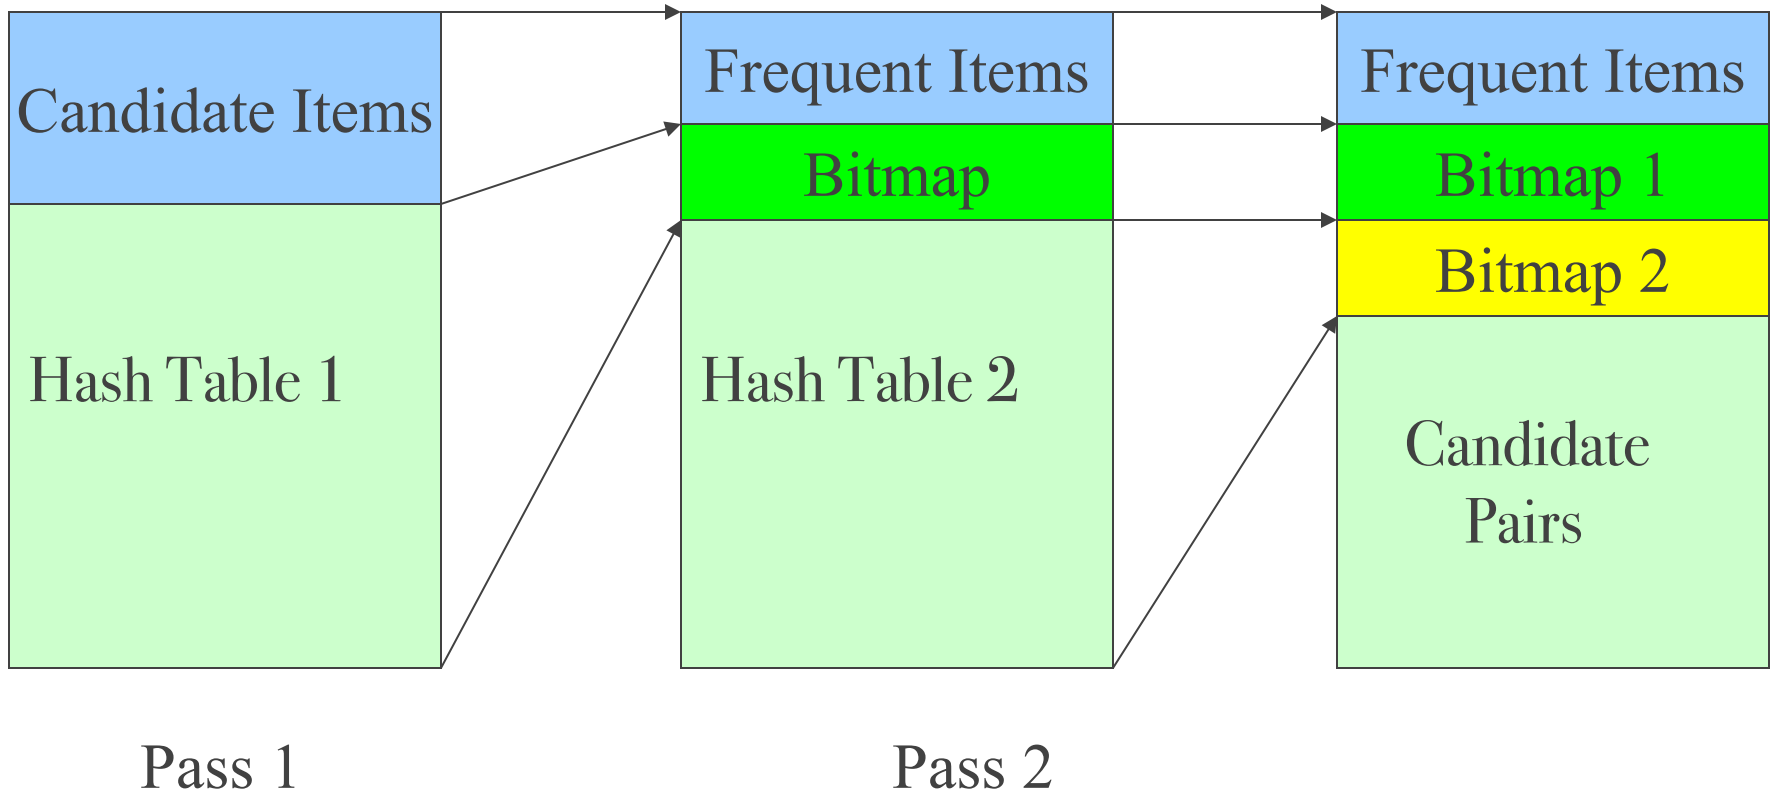 Candidate Items
Hash Table 1
Pass 1
Frequent Items
Bitmap
Hash Table 2
Pass 2
Frequent Items
Bitmap 1
Bitmap 2
Candidate
Pairs